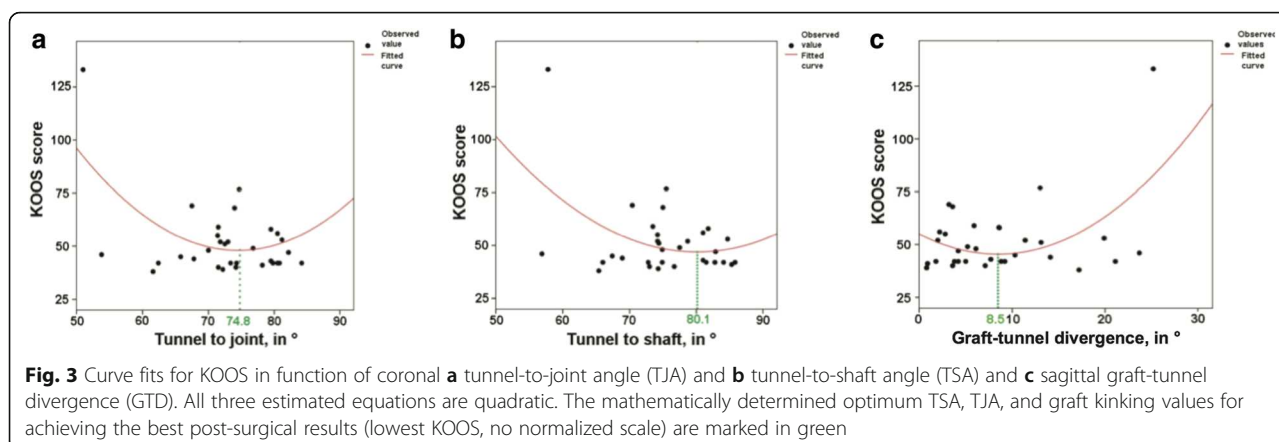 a
Observed
value
Fitted
curve
KOOS score
125
100
75
50
25
50
60
70
74.8
80
90
Tunnel to joint, in °
b
Observed
value
Fitted
curve
KOOS score
125
100
75
50
25
50
60
70
80.1
90
Tunnel to shaft, in °
c
Observed
values
Fitted
curve
KOOS score
125
100
75
50
25
0
8.5
10
20
30
Graft-tunnel divergence, in °
Fig. 3 Curve fits for KOOS in function of coronal a tunnel-to-joint angle (TJA) and b tunnel-to-shaft angle (TSA) and c sagittal graft-tunnel
divergence (GTD). All three estimated equations are quadratic. The mathematically determined optimum TSA, TJA, and graft kinking values for
achieving the best post-surgical results (lowest KOOS, no normalized scale) are marked in green